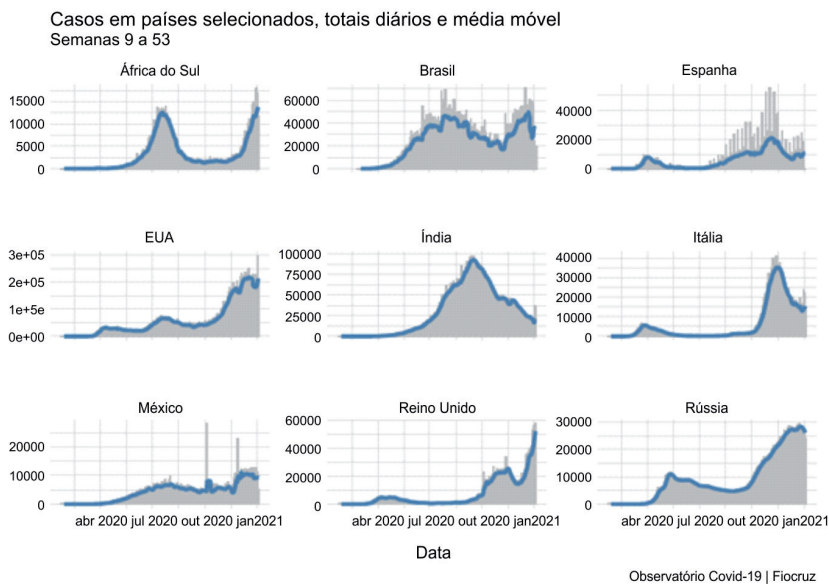 Casos em países selecionados, totais diários e média móvel
Semanas 9 a 53
África do Sul
15000
10000
5000
0
Brasil
60000
40000
20000
0
Espanha
40000
20000
0
EUA
3e+05
2e+05
1e+5e
0e+00
Índia
100000
75000
50000
25000
0
Itália
40000
30000
20000
10000
0
México
20000
10000
0
Reino Unido
60000
40000
20000
0
Rússia
30000
20000
10000
0
abr 2020 jul 2020 out 2020 jan2021
abr 2020 jul 2020 out 2020 jan2021
abr 2020 jul 2020 out 2020 jan2021
Data
Observatório Covid-19 | Fiocruz